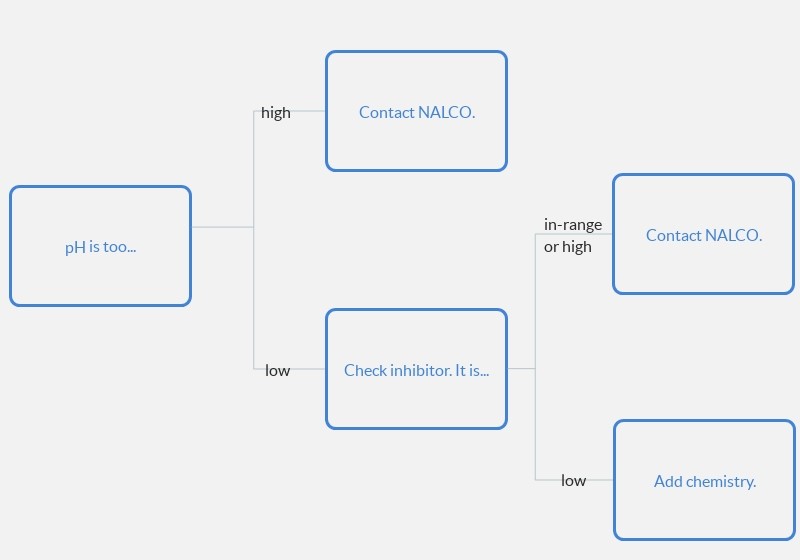 pH is too...
high
Contact NALCO.
low
Check inhibitor. It is...
in-range
or high
Contact NALCO.
low
Add chemistry.